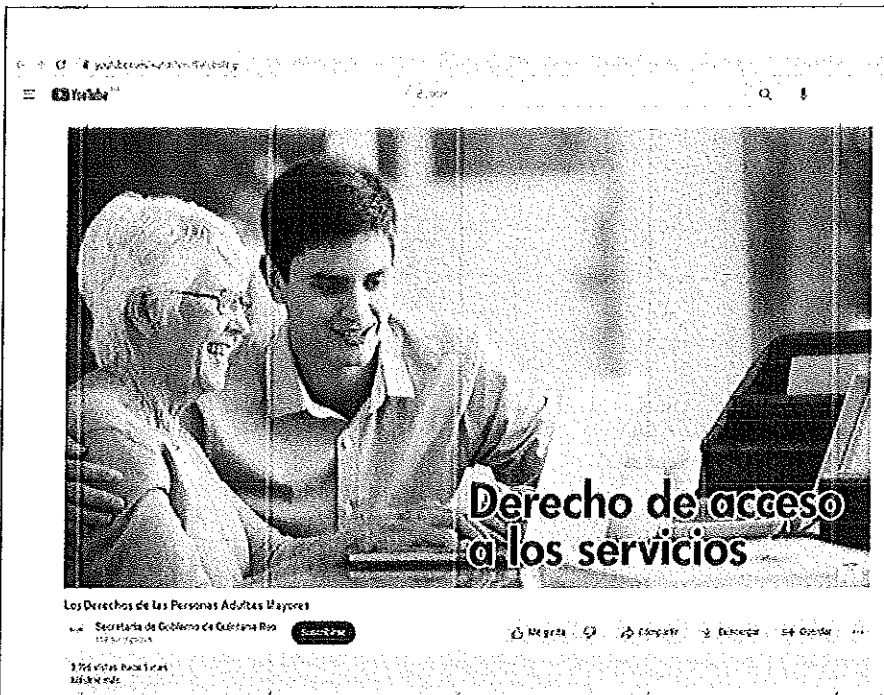 YouTube
Derecho de acceso
a los servicios
Los Derechos de las Personas Adultas Mayores
Secretaría de Gobierno de Quintana Roo
Suscribirse
Me gusta
Compartir
Descargar
Guardar